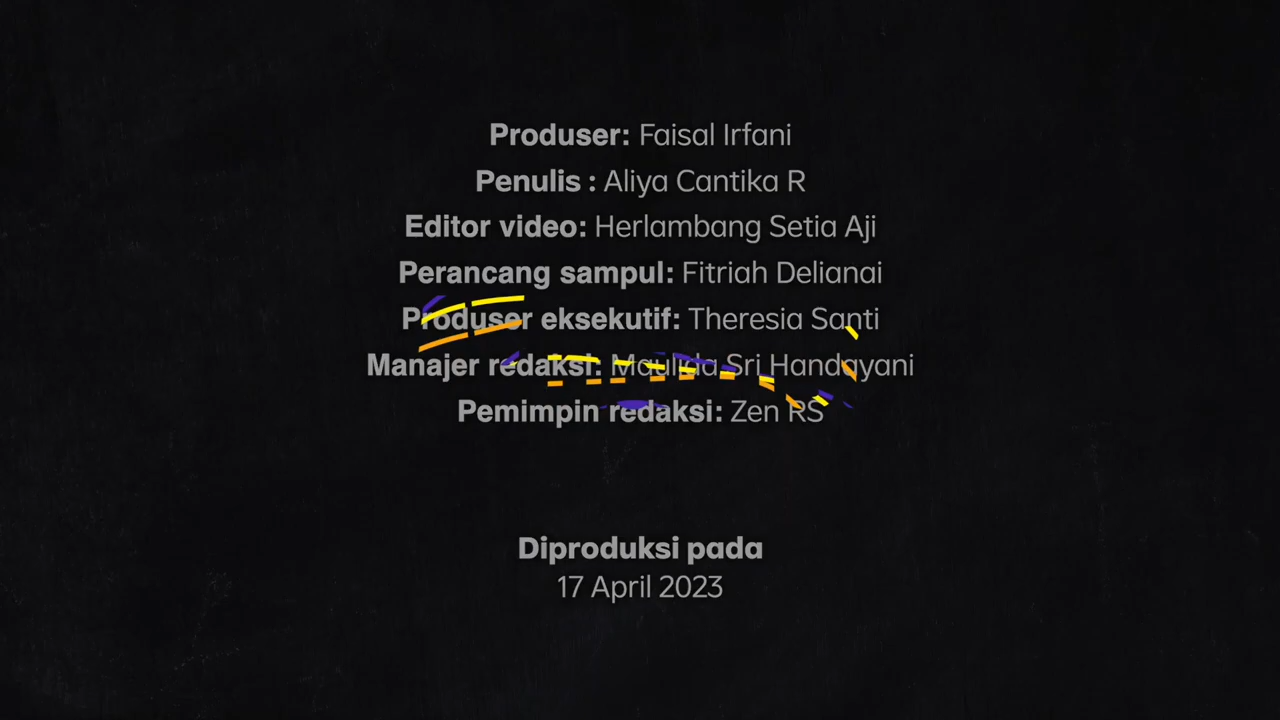 Produser: Faisal Irfani
Penulis : Aliya Cantika R
Editor video: Herlambang Setia Aji
Perancang sampul: Fitriah Delianai
Produser eksekutif: Theresia Santi
Manajer redaksi: Maulida Sri Handayani
Pemimpin redaksi: Zen RS
Diproduksi pada
17 April 2023